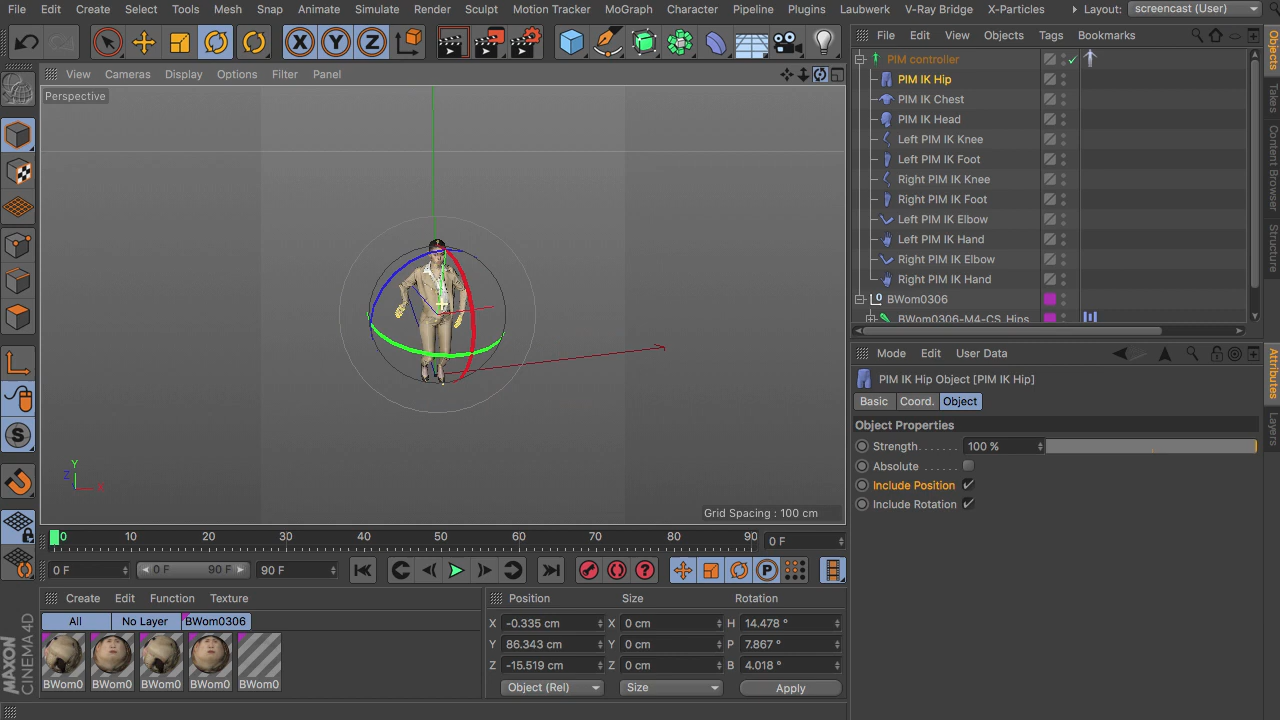 File Edit Create Select Tools Mesh Snap Animate Simulate Render Sculpt Motion Tracker MoGraph Character Pipeline Plugins Laubwerk V-Ray Bridge X-Particles Layout: screencast (User)
X Y Z
File Edit View Objects Tags Bookmarks
View Cameras Display Options Filter Panel
Perspective
PIM controller
PIM IK Hip
PIM IK Chest
PIM IK Head
Left PIM IK Knee
Left PIM IK Foot
Right PIM IK Knee
Right PIM IK Foot
Left PIM IK Elbow
Left PIM IK Hand
Right PIM IK Elbow
Right PIM IK Hand
BWom0306
BWom0306-M4-CS_Hips
Objects
Takes
Content Browser
Structure
Mode Edit User Data
PIM IK Hip Object [PIM IK Hip]
Basic Coord. Object
Object Properties
Strength . . . . . . . 100 %
Absolute . . . . . .
Include Position
Include Rotation
Attributes
Layers
S
Y
Z
X
Grid Spacing : 100 cm
0 10 20 30 40 50 60 70 80 90 0 F
0 F 0 F 90 F 90 F
P
Create Edit Function Texture
All No Layer BWom0306
BWom0 BWom0 BWom0 BWom0 BWom0
Position Size Rotation
X -0.335 cm X 0 cm H 14.478 °
Y 86.343 cm Y 0 cm P 7.867 °
Z -15.519 cm Z 0 cm B 4.018 °
Object (Rel) Size Apply
MAXON
CINEMA 4D